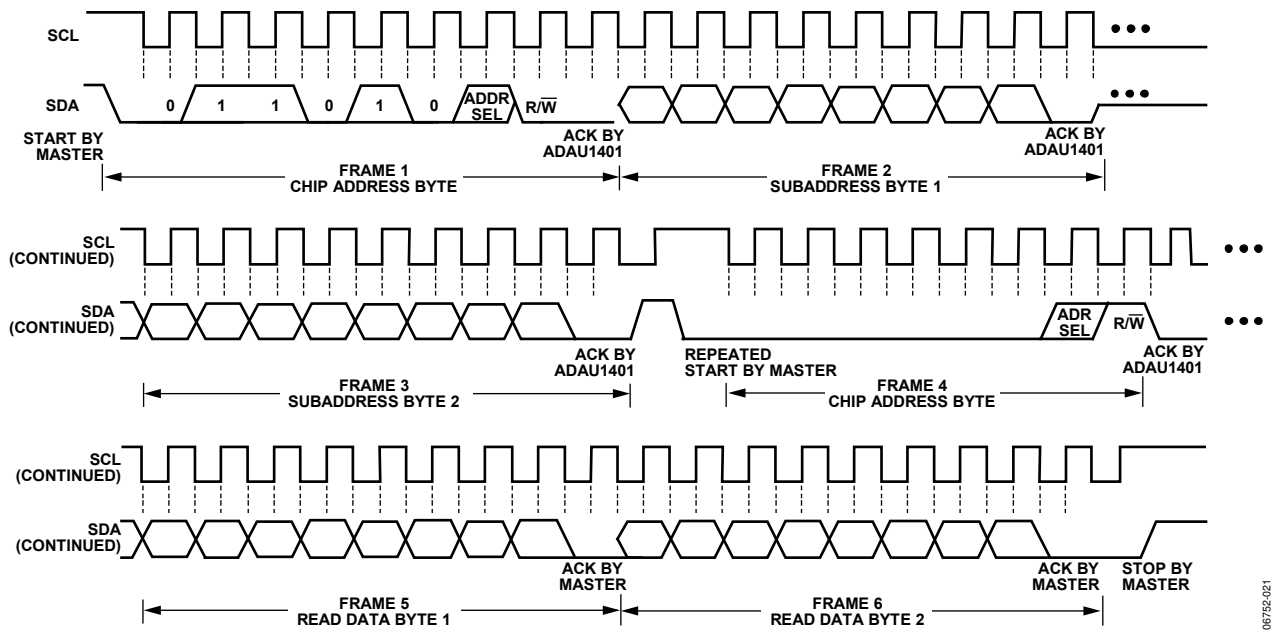 SCL
SDA
0 1 1 0 1 0 ADDR SEL R/W̅
START BY MASTER
ACK BY ADAU1401
ACK BY ADAU1401
FRAME 1
CHIP ADDRESS BYTE
FRAME 2
SUBADDRESS BYTE 1
SCL
(CONTINUED)
SDA
(CONTINUED)
ADR SEL
R/W̅
ACK BY ADAU1401
REPEATED
START BY MASTER
ACK BY ADAU1401
FRAME 3
SUBADDRESS BYTE 2
FRAME 4
CHIP ADDRESS BYTE
SCL
(CONTINUED)
SDA
(CONTINUED)
ACK BY MASTER
ACK BY MASTER
STOP BY MASTER
FRAME 5
READ DATA BYTE 1
FRAME 6
READ DATA BYTE 2
06752-021